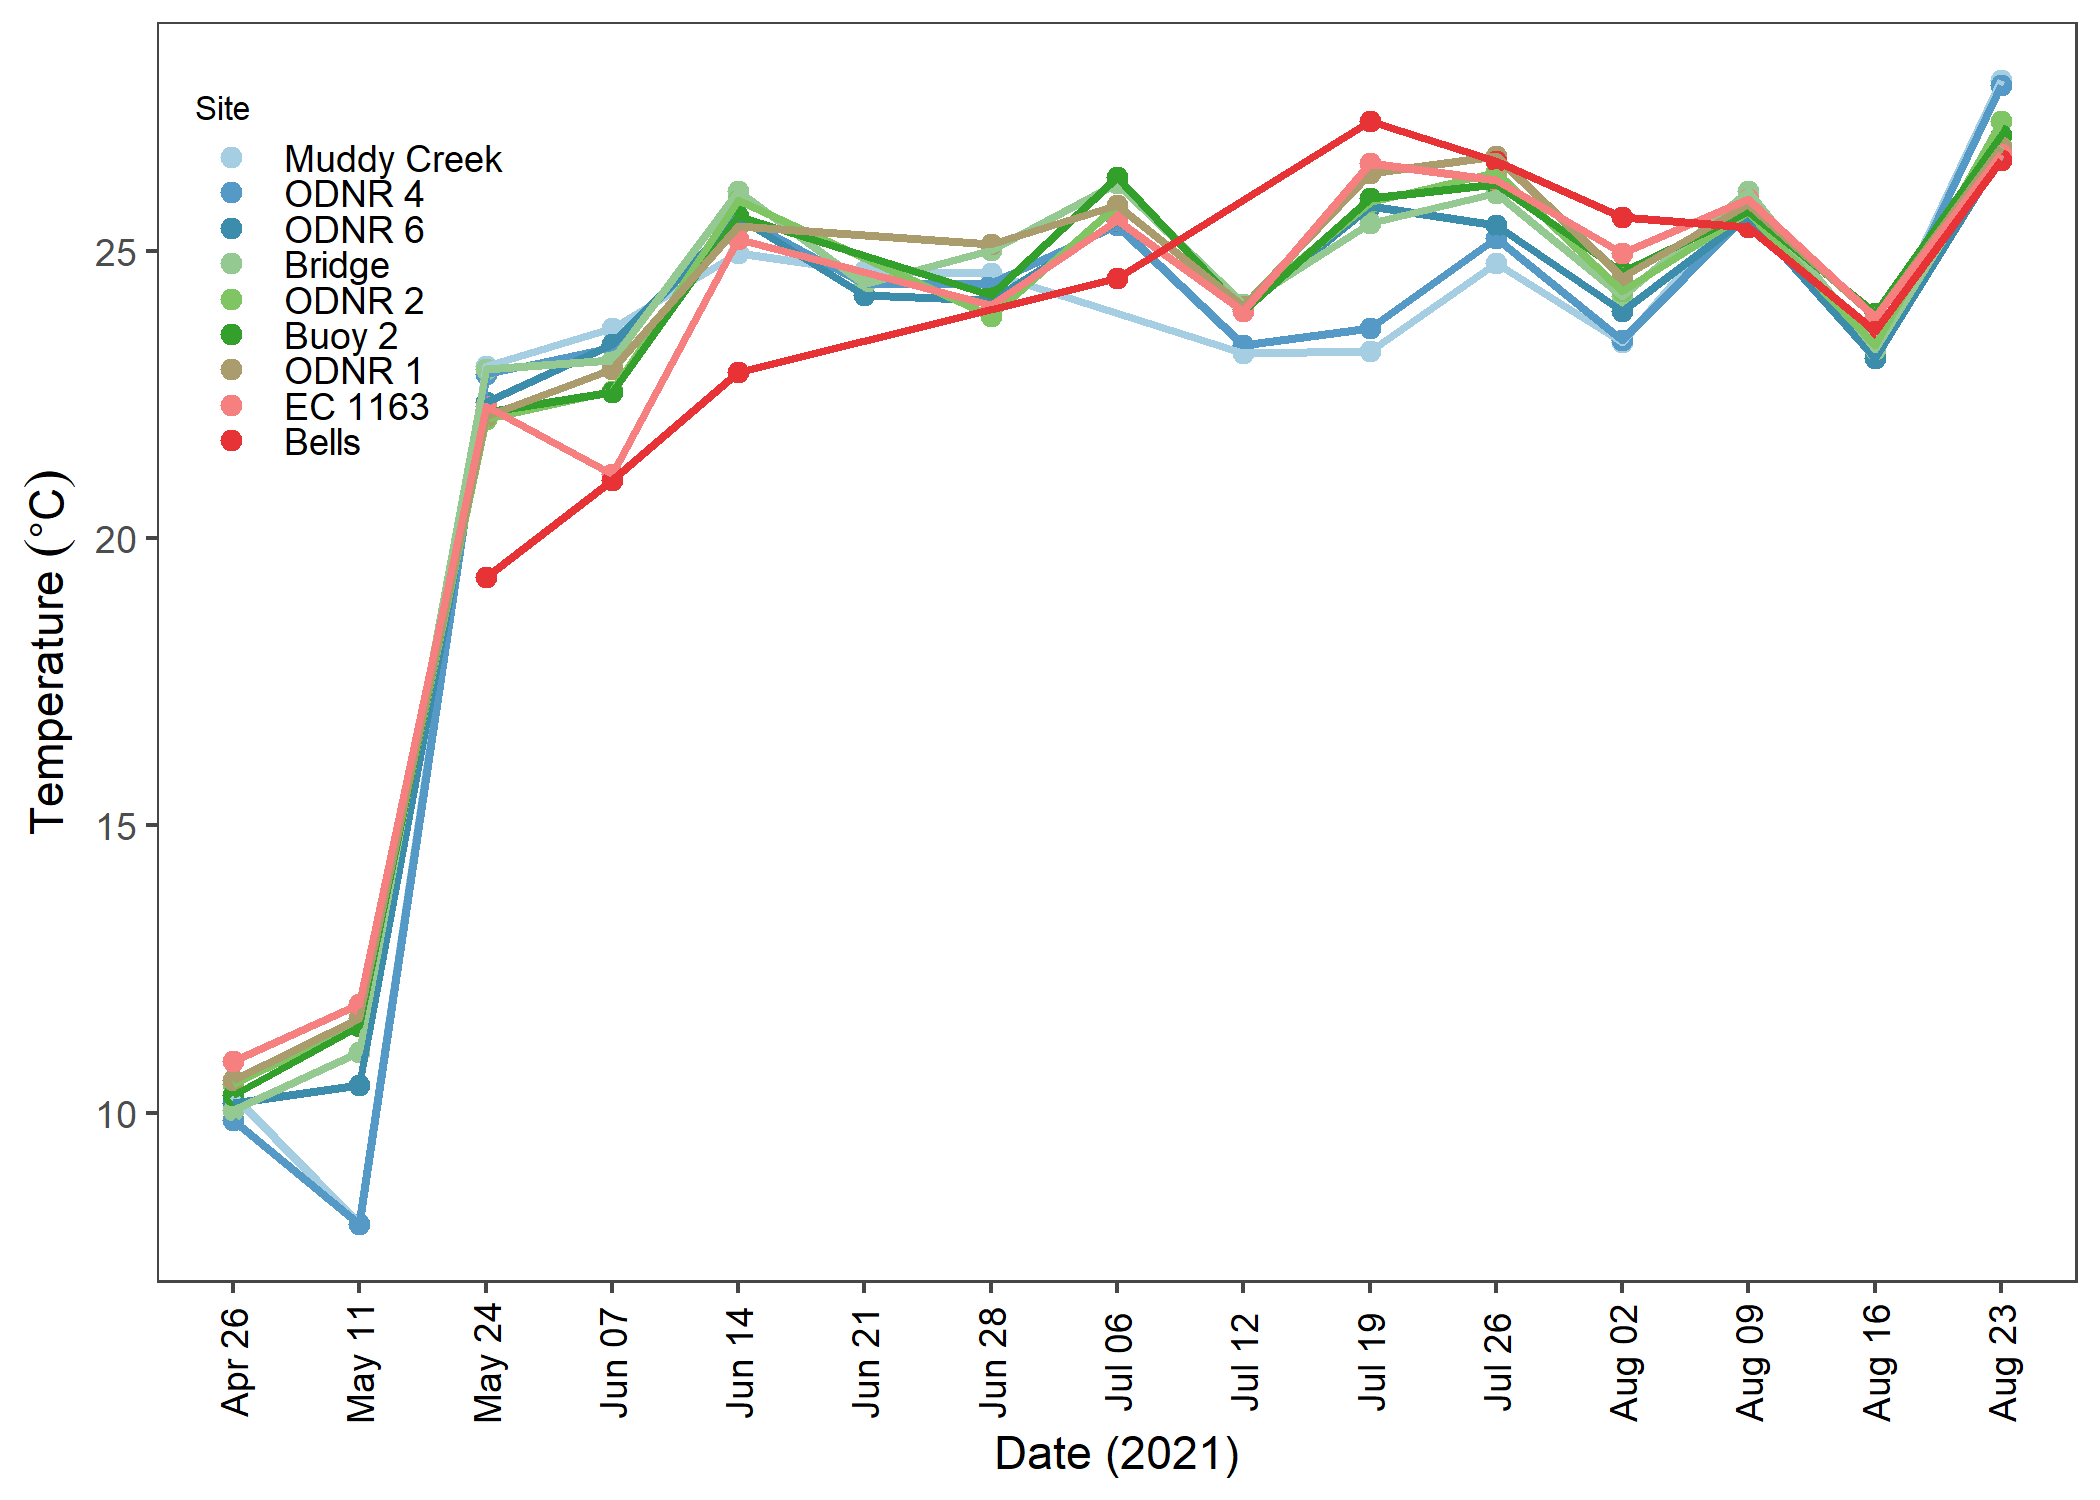 Site
Muddy Creek
ODNR 4
ODNR 6
Bridge
ODNR 2
Buoy 2
ODNR 1
EC 1163
Bells
Temperature (°C)
25
20
15
10
Apr 26
May 11
May 24
Jun 07
Jun 14
Jun 21
Jun 28
Jul 06
Jul 12
Jul 19
Jul 26
Aug 02
Aug 09
Aug 16
Aug 23
Date (2021)